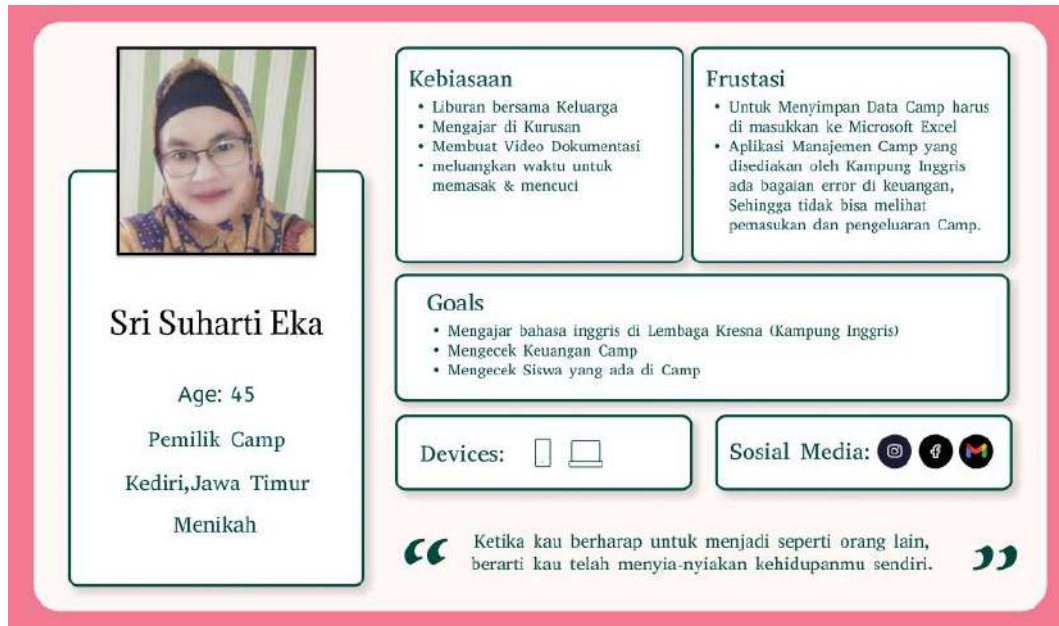 Sri Suharti Eka
Age: 45
Pemilik Camp
Kediri,Jawa Timur
Menikah
Kebiasaan
• Liburan bersama Keluarga
• Mengajar di Kurusan
• Membuat Video Dokumentasi
• meluangkan waktu untuk
memasak & mencuci
Frustasi
• Untuk Menyimpan Data Camp harus
di masukkan ke Microsoft Excel
• Aplikasi Manajemen Camp yang
disediakan oleh Kampung Inggris
ada bagaian error di keuangan,
Sehingga tidak bisa melihat
pemasukan dan pengeluaran Camp.
Goals
• Mengajar bahasa inggris di Lembaga Kresna (Kampung Inggris)
• Mengecek Keuangan Camp
• Mengecek Siswa yang ada di Camp
Devices:
Sosial Media:
“ Ketika kau berharap untuk menjadi seperti orang lain,
berarti kau telah menyia-nyiakan kehidupanmu sendiri. ”